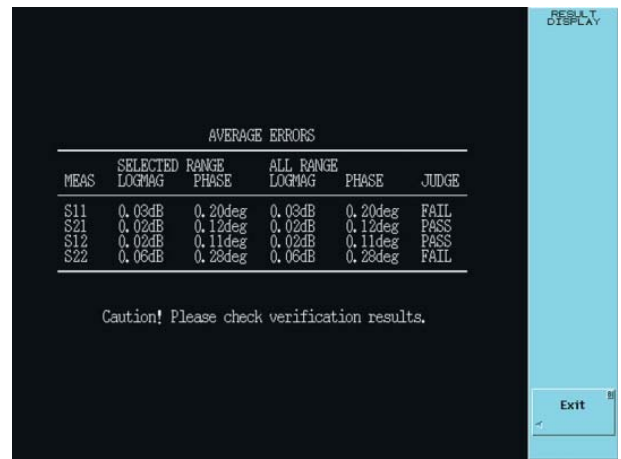 RESULT
DISPLAY
AVERAGE ERRORS
SELECTED RANGE ALL RANGE
MEAS LOGMAG PHASE LOGMAG PHASE JUDGE
S11 0.03dB 0.20deg 0.03dB 0.20deg FAIL
S21 0.02dB 0.12deg 0.02dB 0.12deg PASS
S12 0.02dB 0.11deg 0.02dB 0.11deg PASS
S22 0.06dB 0.28deg 0.06dB 0.28deg FAIL
Caution! Please check verification results.
Exit